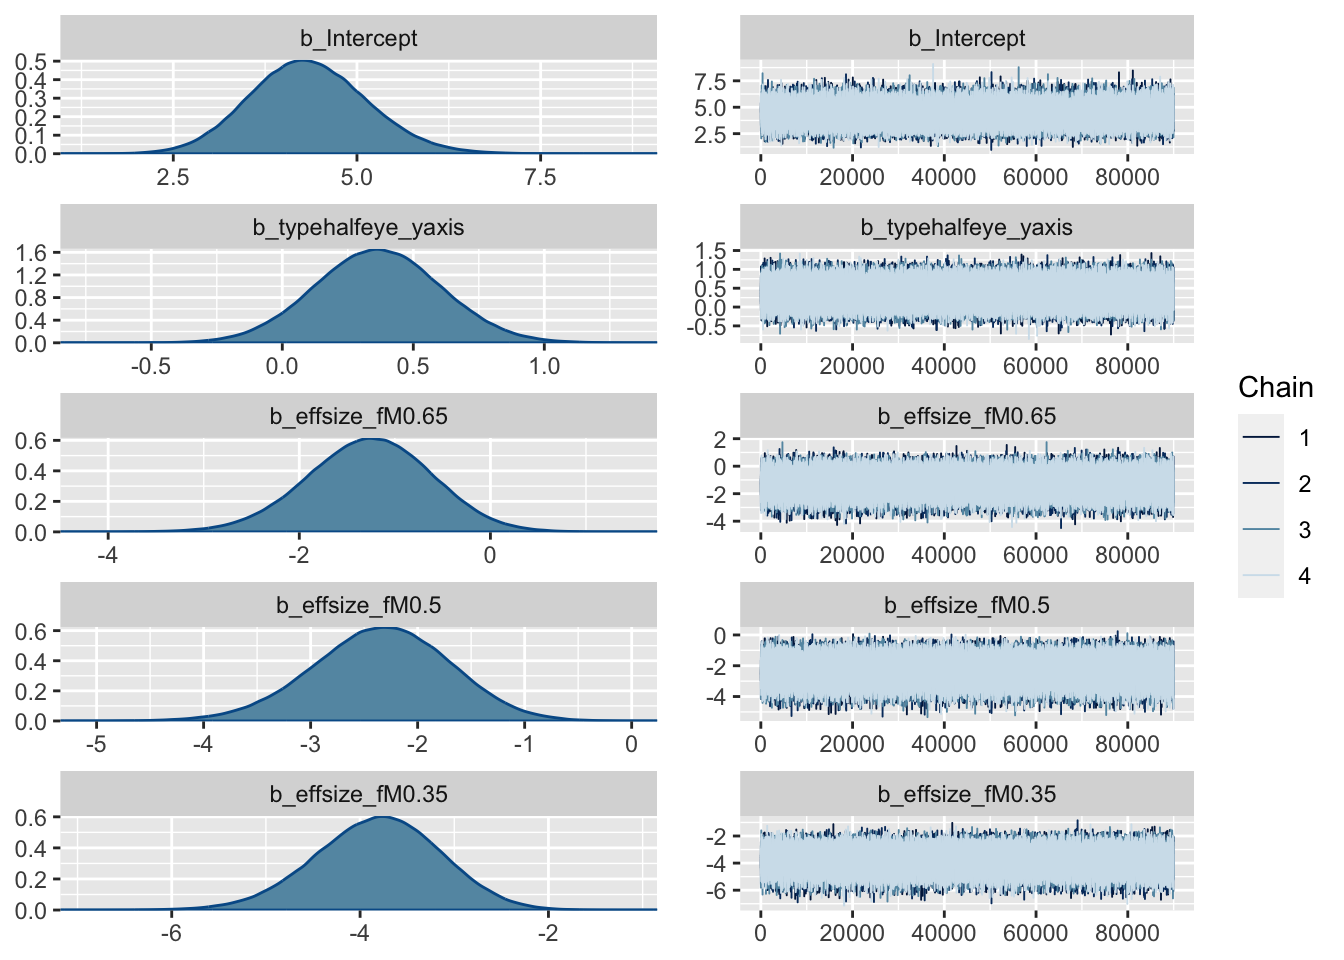 b_Intercept
0.5
0.4
0.3
0.2
0.1
0.0
2.5 5.0 7.5
b_Intercept
7.5
5.0
2.5
0 20000 40000 60000 80000
b_typehalfeye_yaxis
1.6
1.2
0.8
0.4
0.0
-0.5 0.0 0.5 1.0
b_typehalfeye_yaxis
1.5
1.0
0.5
0.0
-0.5
0 20000 40000 60000 80000
b_effsize_fM0.65
0.6
0.4
0.2
0.0
-4 -2 0
b_effsize_fM0.65
2
0
-2
-4
0 20000 40000 60000 80000
b_effsize_fM0.5
0.6
0.4
0.2
0.0
-5 -4 -3 -2 -1 0
b_effsize_fM0.5
0
-2
-4
0 20000 40000 60000 80000
b_effsize_fM0.35
0.6
0.4
0.2
0.0
-6 -4 -2
b_effsize_fM0.35
-2
-4
-6
0 20000 40000 60000 80000
Chain
1
2
3
4